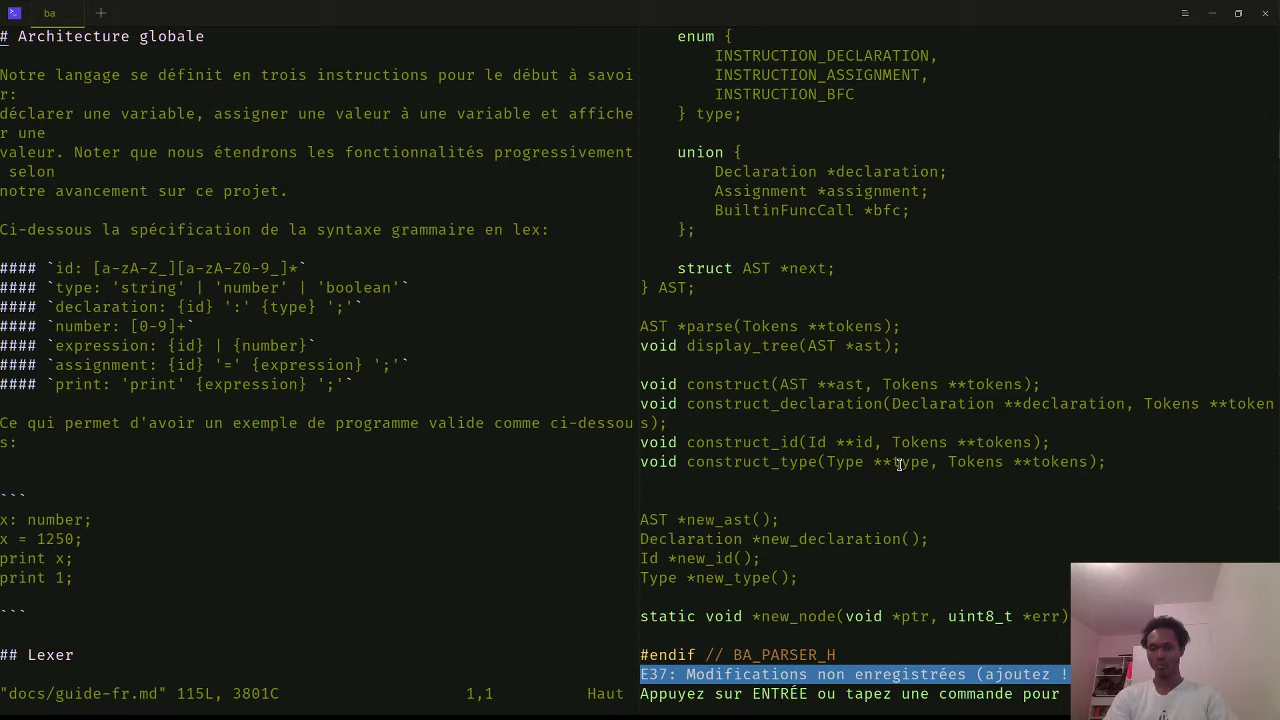 ba
# Architecture globale
Notre langage se définit en trois instructions pour le début à savoi
r:
déclarer une variable, assigner une valeur à une variable et affiche
r une
valeur. Noter que nous étendrons les fonctionnalités progressivement
selon
notre avancement sur ce projet.
Ci-dessous la spécification de la syntaxe grammaire en lex:
#### `id: [a-zA-Z_][a-zA-Z0-9_]*`
#### `type: 'string' | 'number' | 'boolean'`
#### `declaration: {id} ':' {type} ';'`
#### `number: [0-9]+`
#### `expression: {id} | {number}`
#### `assignment: {id} '=' {expression} ';'`
#### `print: 'print' {expression} ';'`
Ce qui permet d'avoir un exemple de programme valide comme ci-dessou
s:
```
x: number;
x = 1250;
print x;
print 1;
```
## Lexer
"docs/guide-fr.md" 115L, 3801C 1,1 Haut
enum {
INSTRUCTION_DECLARATION,
INSTRUCTION_ASSIGNMENT,
INSTRUCTION_BFC
} type;
union {
Declaration *declaration;
Assignment *assignment;
BuiltinFuncCall *bfc;
};
struct AST *next;
} AST;
AST *parse(Tokens **tokens);
void display_tree(AST *ast);
void construct(AST **ast, Tokens **tokens);
void construct_declaration(Declaration **declaration, Tokens **token
s);
void construct_id(Id **id, Tokens **tokens);
void construct_type(Type **type, Tokens **tokens);
AST *new_ast();
Declaration *new_declaration();
Id *new_id();
Type *new_type();
static void *new_node(void *ptr, uint8_t *err)
#endif // BA_PARSER_H
E37: Modifications non enregistrées (ajoutez !
Appuyez sur ENTRÉE ou tapez une commande pour